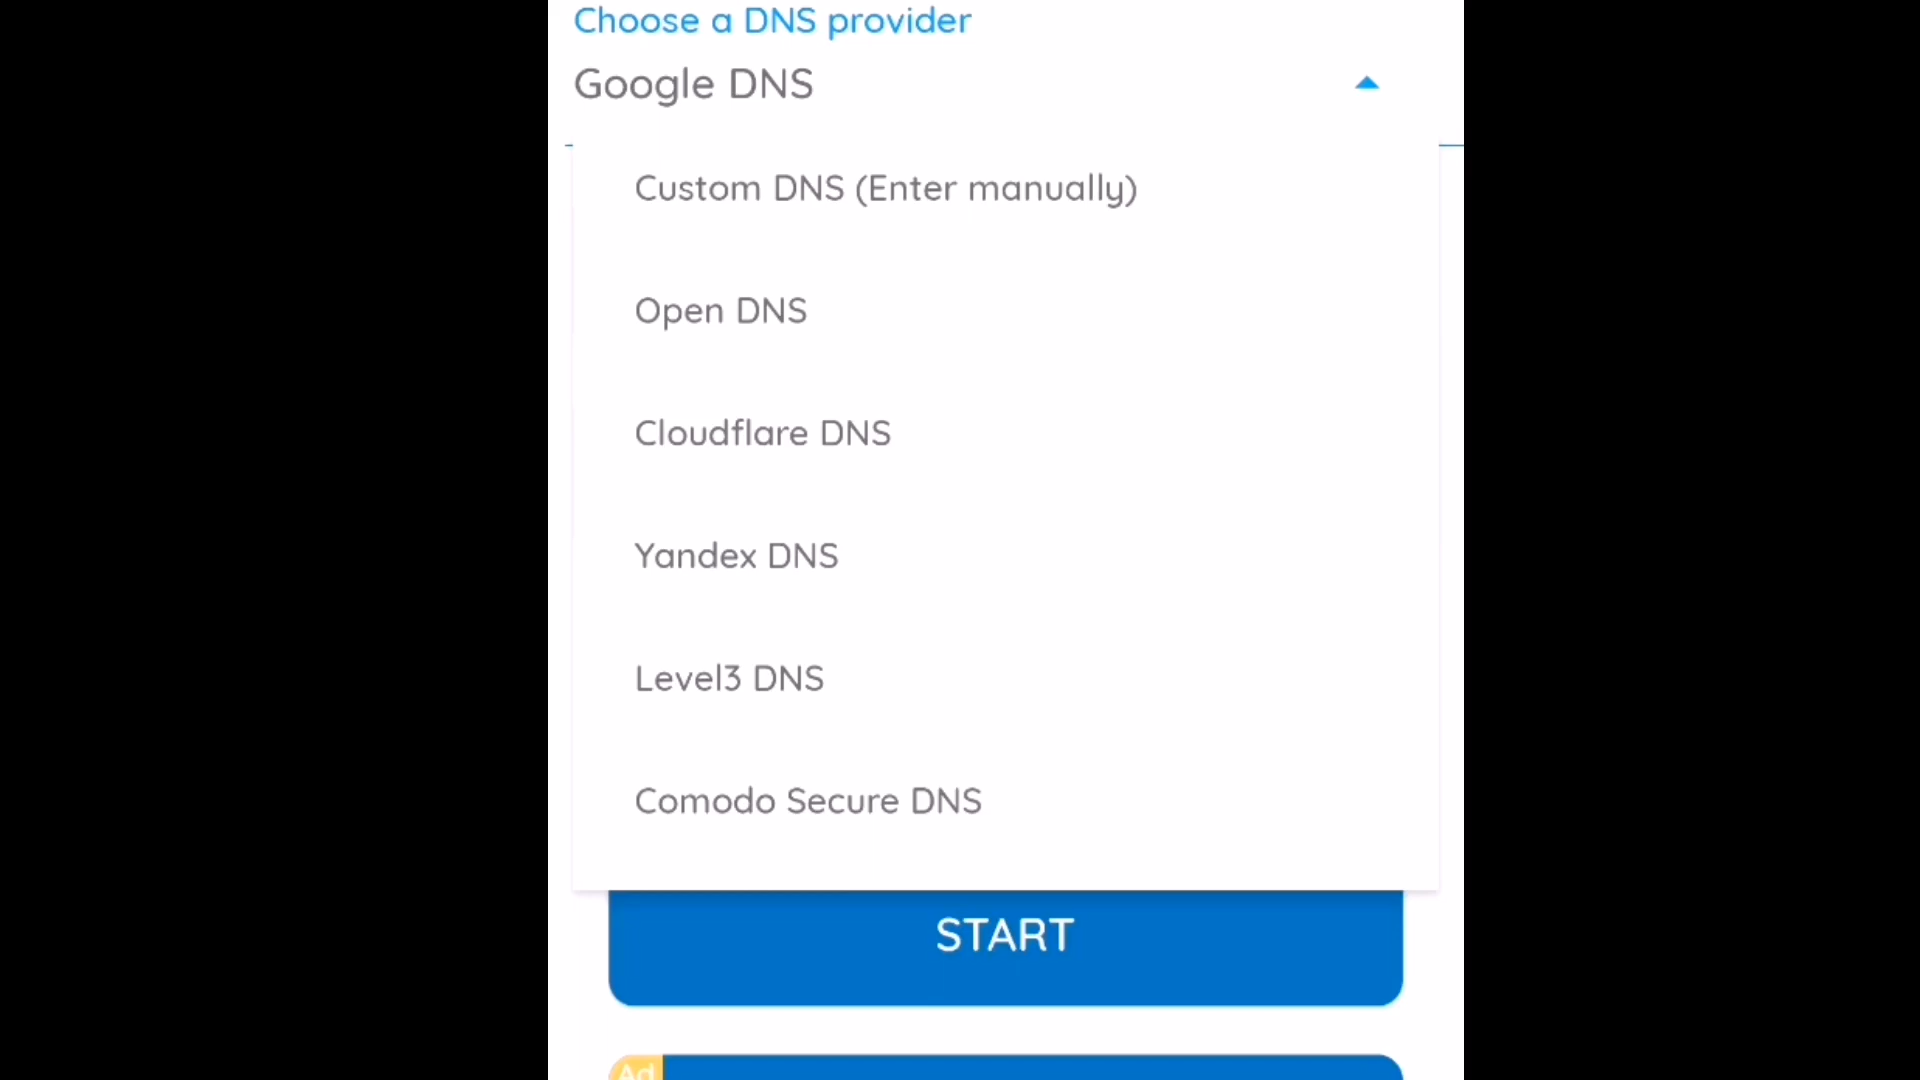 Choose a DNS provider
Google DNS
Custom DNS (Enter manually)
Open DNS
Cloudflare DNS
Yandex DNS
Level3 DNS
Comodo Secure DNS
START
Ad